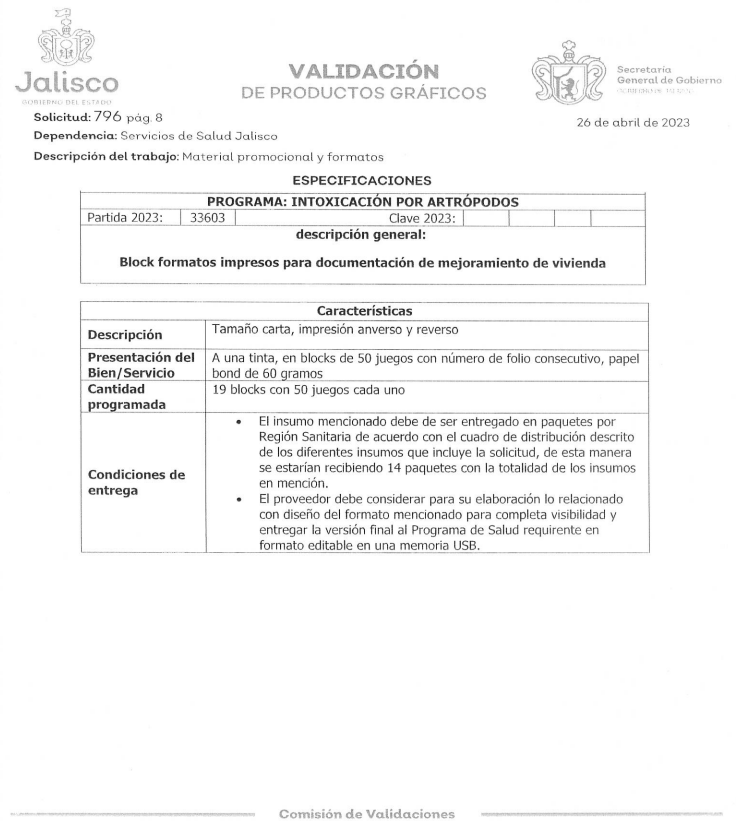 Jalisco
GOBIERNO DEL ESTADO
VALIDACIÓN
DE PRODUCTOS GRÁFICOS
Secretaría
General de Gobierno
Solicitud: 796 pág. 8
26 de abril de 2023
Dependencia: Servicios de Salud Jalisco
Descripción del trabajo: Material promocional y formatos
ESPECIFICACIONES
PROGRAMA: INTOXICACIÓN POR ARTRÓPODOS
Partida 2023: 33603 Clave 2023:
descripción general:
Block formatos impresos para documentación de mejoramiento de vivienda
Características
Descripción
Tamaño carta, impresión anverso y reverso
Presentación del
Bien/Servicio
A una tinta, en blocks de 50 juegos con número de folio consecutivo, papel
bond de 60 gramos
Cantidad
programada
19 blocks con 50 juegos cada uno
Condiciones de
entrega
• El insumo mencionado debe de ser entregado en paquetes por
Región Sanitaria de acuerdo con el cuadro de distribución descrito
de los diferentes insumos que incluye la solicitud, de esta manera
se estarían recibiendo 14 paquetes con la totalidad de los insumos
en mención.
• El proveedor debe considerar para su elaboración lo relacionado
con diseño del formato mencionado para completa visibilidad y
entregar la versión final al Programa de Salud requirente en
formato editable en una memoria USB.
Comisión de Validaciones